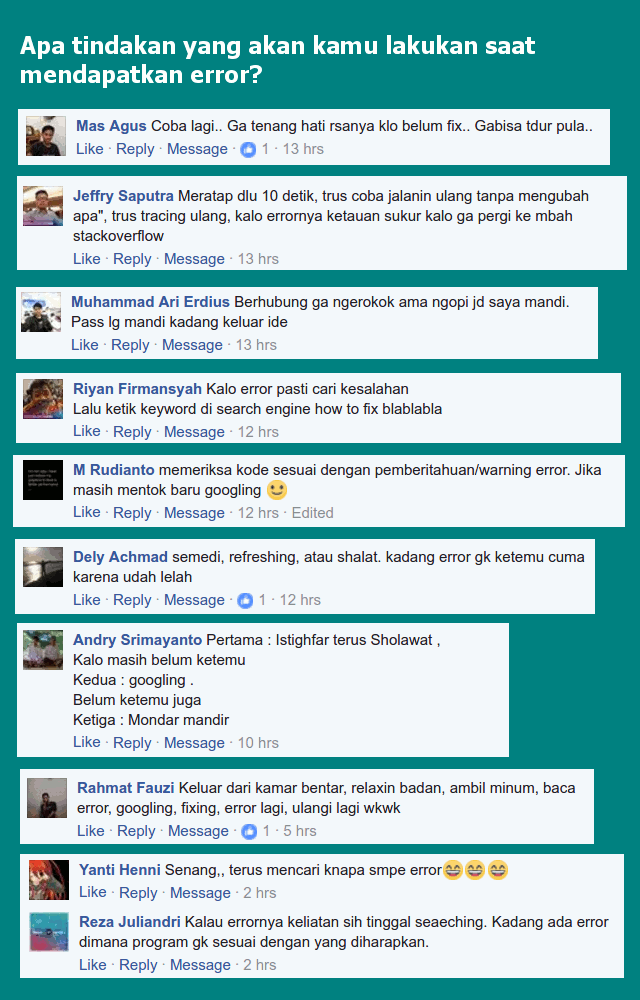 Apa tindakan yang akan kamu lakukan saat
mendapatkan error?
Mas Agus Coba lagi.. Ga tenang hati rsanya klo belum fix.. Gabisa tdur pula..
Like · Reply · Message · 1 · 13 hrs
Jeffry Saputra Meratap dlu 10 detik, trus coba jalanin ulang tanpa mengubah
apa", trus tracing ulang, kalo errornya ketauan sukur kalo ga pergi ke mbah
stackoverflow
Like · Reply · Message · 13 hrs
Muhammad Ari Erdius Berhubung ga ngerokok ama ngopi jd saya mandi.
Pass lg mandi kadang keluar ide
Like · Reply · Message · 13 hrs
Riyan Firmansyah Kalo error pasti cari kesalahan
Lalu ketik keyword di search engine how to fix blablabla
Like · Reply · Message · 12 hrs
M Rudianto memeriksa kode sesuai dengan pemberitahuan/warning error. Jika
masih mentok baru googling 🙂
Like · Reply · Message · 12 hrs · Edited
Dely Achmad semedi, refreshing, atau shalat. kadang error gk ketemu cuma
karena udah lelah
Like · Reply · Message · 1 · 12 hrs
Andry Srimayanto Pertama : Istighfar terus Sholawat ,
Kalo masih belum ketemu
Kedua : googling .
Belum ketemu juga
Ketiga : Mondar mandir
Like · Reply · Message · 10 hrs
Rahmat Fauzi Keluar dari kamar bentar, relaxin badan, ambil minum, baca
error, googling, fixing, error lagi, ulangi lagi wkwk
Like · Reply · Message · 1 · 5 hrs
Yanti Henni Senang,, terus mencari knapa smpe error😄😄😄
Like · Reply · Message · 2 hrs
Reza Juliandri Kalau errornya keliatan sih tinggal seaeching. Kadang ada error
dimana program gk sesuai dengan yang diharapkan.
Like · Reply · Message · 2 hrs